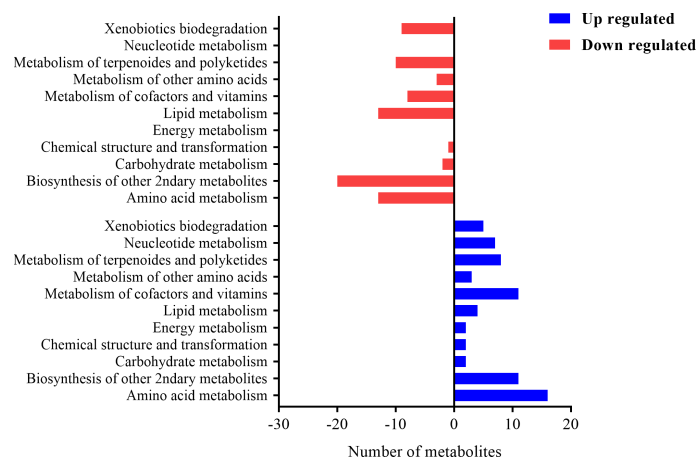 Up regulated
Down regulated
Xenobiotics biodegradation
Neucleotide metabolism
Metabolism of terpenoides and polyketides
Metabolism of other amino acids
Metabolism of cofactors and vitamins
Lipid metabolism
Energy metabolism
Chemical structure and transformation
Carbohydrate metabolism
Biosynthesis of other 2ndary metabolites
Amino acid metabolism
Xenobiotics biodegradation
Neucleotide metabolism
Metabolism of terpenoides and polyketides
Metabolism of other amino acids
Metabolism of cofactors and vitamins
Lipid metabolism
Energy metabolism
Chemical structure and transformation
Carbohydrate metabolism
Biosynthesis of other 2ndary metabolites
Amino acid metabolism
-30 -20 -10 0 10 20
Number of metabolites